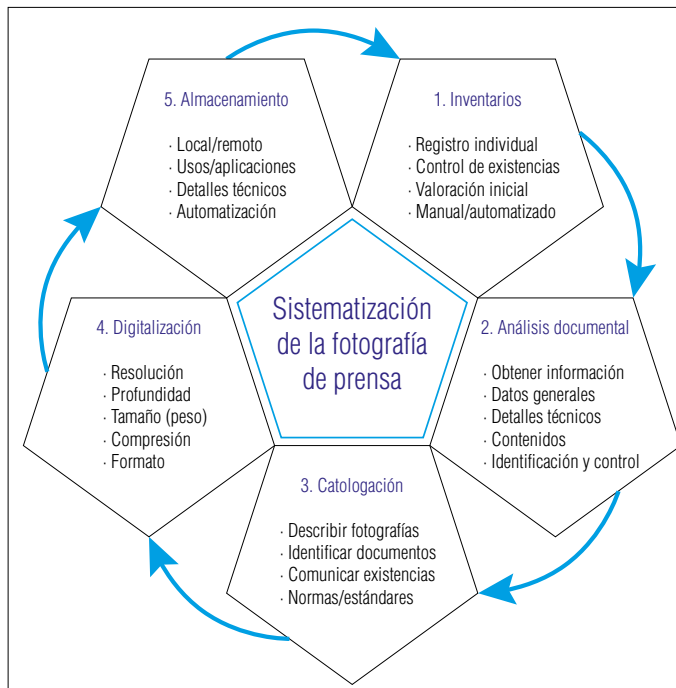 Sistematización
de la fotografía
de prensa
1. Inventarios
· Registro individual
· Control de existencias
· Valoración inicial
· Manual/automatizado
2. Análisis documental
· Obtener información
· Datos generales
· Detalles técnicos
· Contenidos
· Identificación y control
3. Catologación
· Describir fotografías
· Identificar documentos
· Comunicar existencias
· Normas/estándares
4. Digitalización
· Resolución
· Profundidad
· Tamaño (peso)
· Compresión
· Formato
5. Almacenamiento
· Local/remoto
· Usos/aplicaciones
· Detalles técnicos
· Automatización